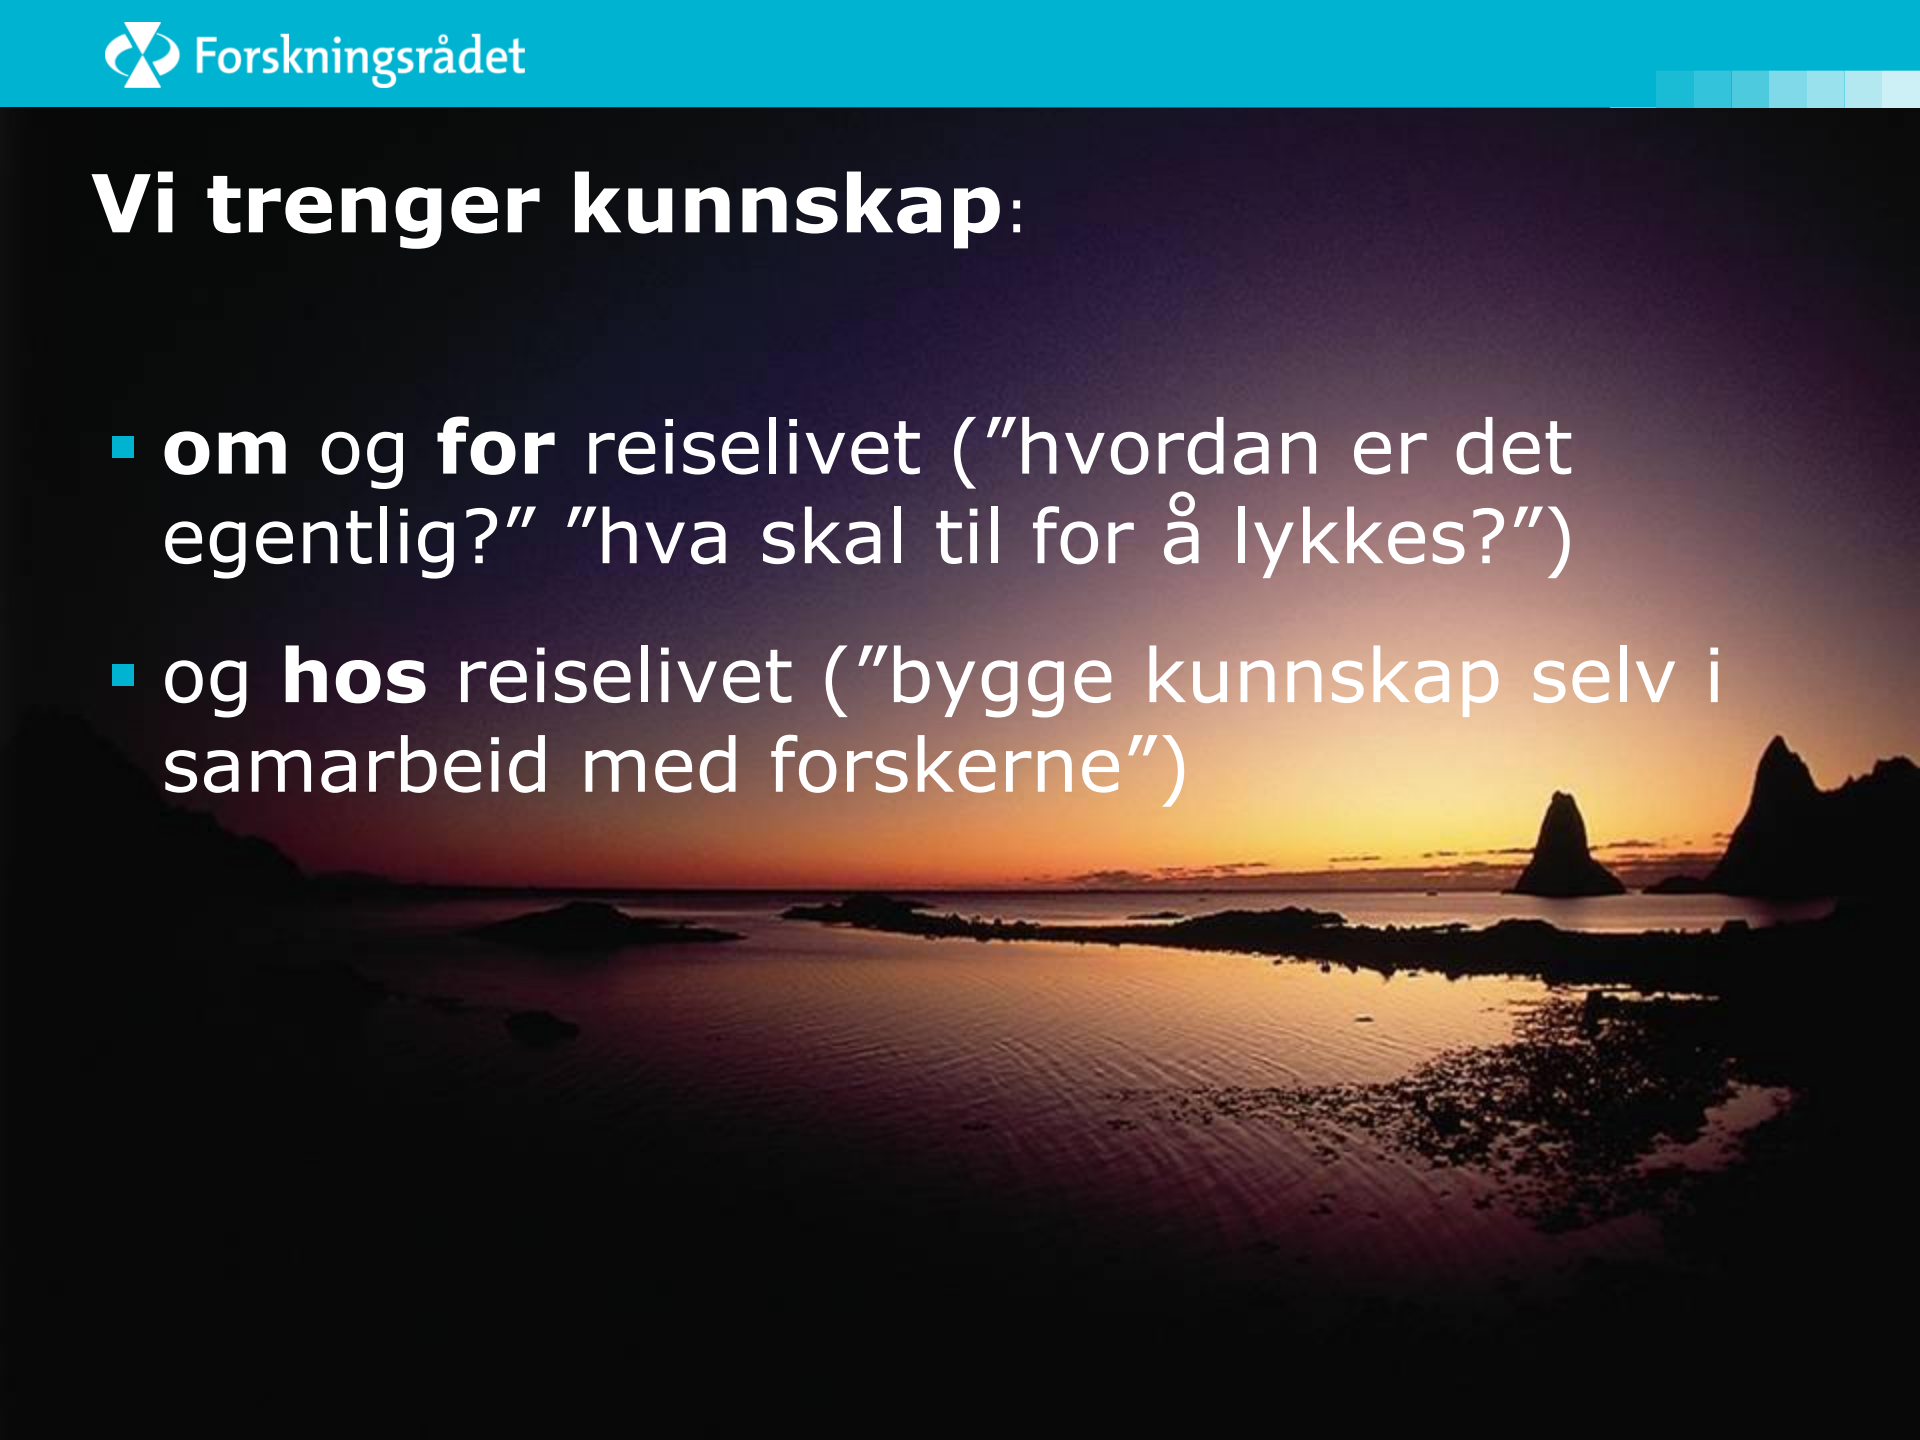 Forskningsrådet
Vi trenger kunnskap:
▪ om og for reiselivet (”hvordan er det
egentlig?” ”hva skal til for å lykkes?”)
▪ og hos reiselivet (”bygge kunnskap selv i
samarbeid med forskerne”)